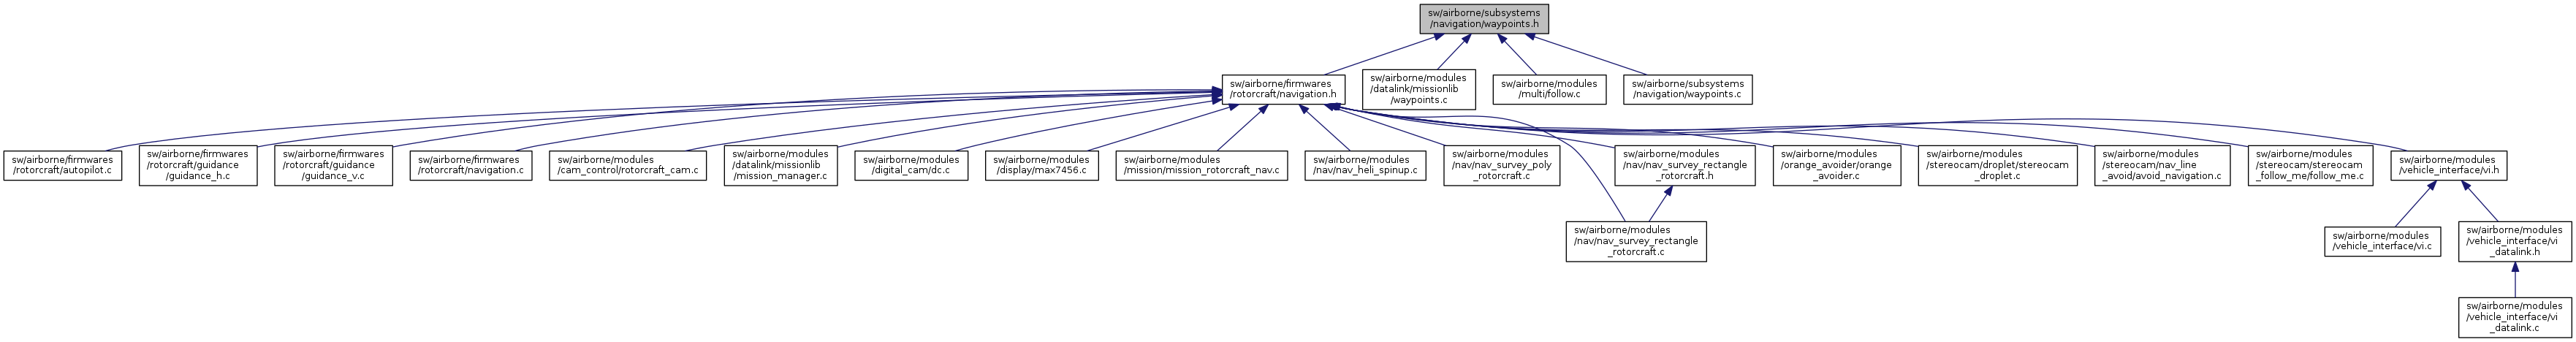 sw/airborne/subsystems
/navigation/waypoints.h
sw/airborne/firmwares
/rotorcraft/navigation.h
sw/airborne/modules
/datalink/missionlib
/waypoints.c
sw/airborne/modules
/multi/follow.c
sw/airborne/subsystems
/navigation/waypoints.c
sw/airborne/firmwares
/rotorcraft/autopilot.c
sw/airborne/firmwares
/rotorcraft/guidance
/guidance_h.c
sw/airborne/firmwares
/rotorcraft/guidance
/guidance_v.c
sw/airborne/firmwares
/rotorcraft/navigation.c
sw/airborne/modules
/cam_control/rotorcraft_cam.c
sw/airborne/modules
/datalink/missionlib
/mission_manager.c
sw/airborne/modules
/digital_cam/dc.c
sw/airborne/modules
/display/max7456.c
sw/airborne/modules
/mission/mission_rotorcraft_nav.c
sw/airborne/modules
/nav/nav_heli_spinup.c
sw/airborne/modules
/nav/nav_survey_poly
_rotorcraft.c
sw/airborne/modules
/nav/nav_survey_rectangle
_rotorcraft.h
sw/airborne/modules
/orange_avoider/orange
_avoider.c
sw/airborne/modules
/stereocam/droplet/stereocam
_droplet.c
sw/airborne/modules
/stereocam/nav_line
_avoid/avoid_navigation.c
sw/airborne/modules
/stereocam/stereocam
_follow_me/follow_me.c
sw/airborne/modules
/vehicle_interface/vi.h
sw/airborne/modules
/nav/nav_survey_rectangle
_rotorcraft.c
sw/airborne/modules
/vehicle_interface/vi.c
sw/airborne/modules
/vehicle_interface/vi
_datalink.h
sw/airborne/modules
/vehicle_interface/vi
_datalink.c